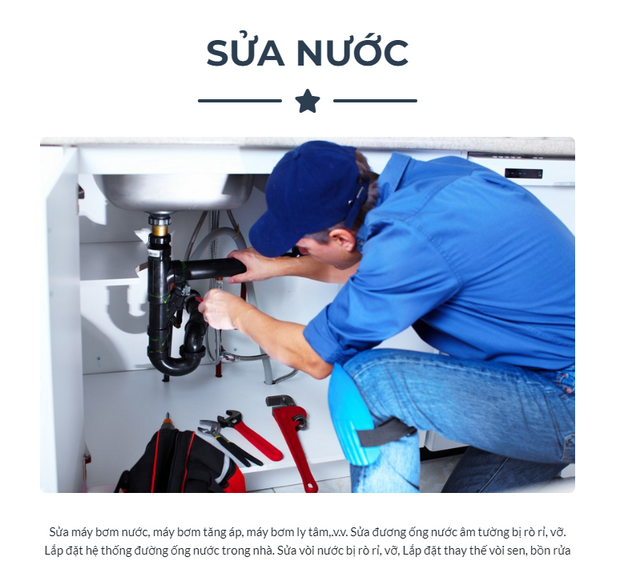 SỬA NƯỚC
Sửa máy bơm nước, máy bơm tăng áp, máy bơm ly tâm,.v.v. Sửa đương ống nước âm tường bị rò rỉ, vỡ.
Lắp đặt hệ thống đường ống nước trong nhà. Sửa vòi nước bị rò rỉ, vỡ, Lắp đặt thay thế vòi sen, bồn rửa